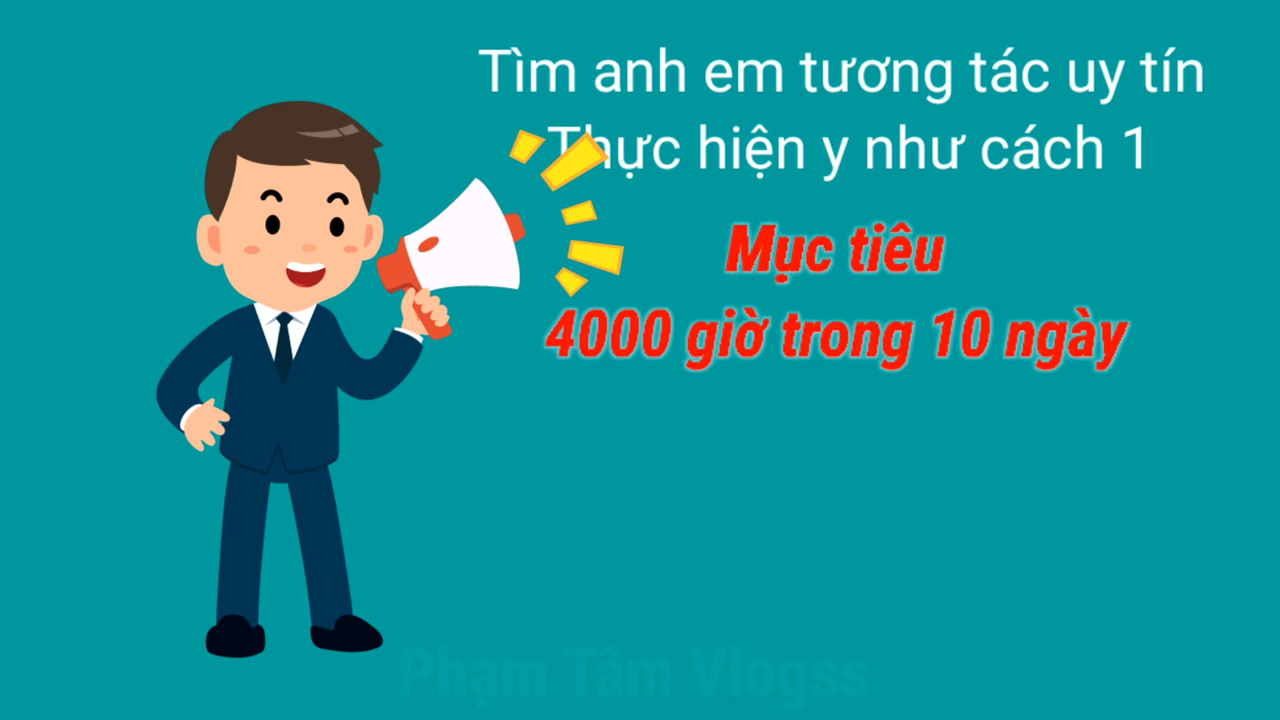 Tìm anh em tương tác uy tín
Thực hiện y như cách 1
Mục tiêu
4000 giờ trong 10 ngày
Phạm Tâm Vlogss